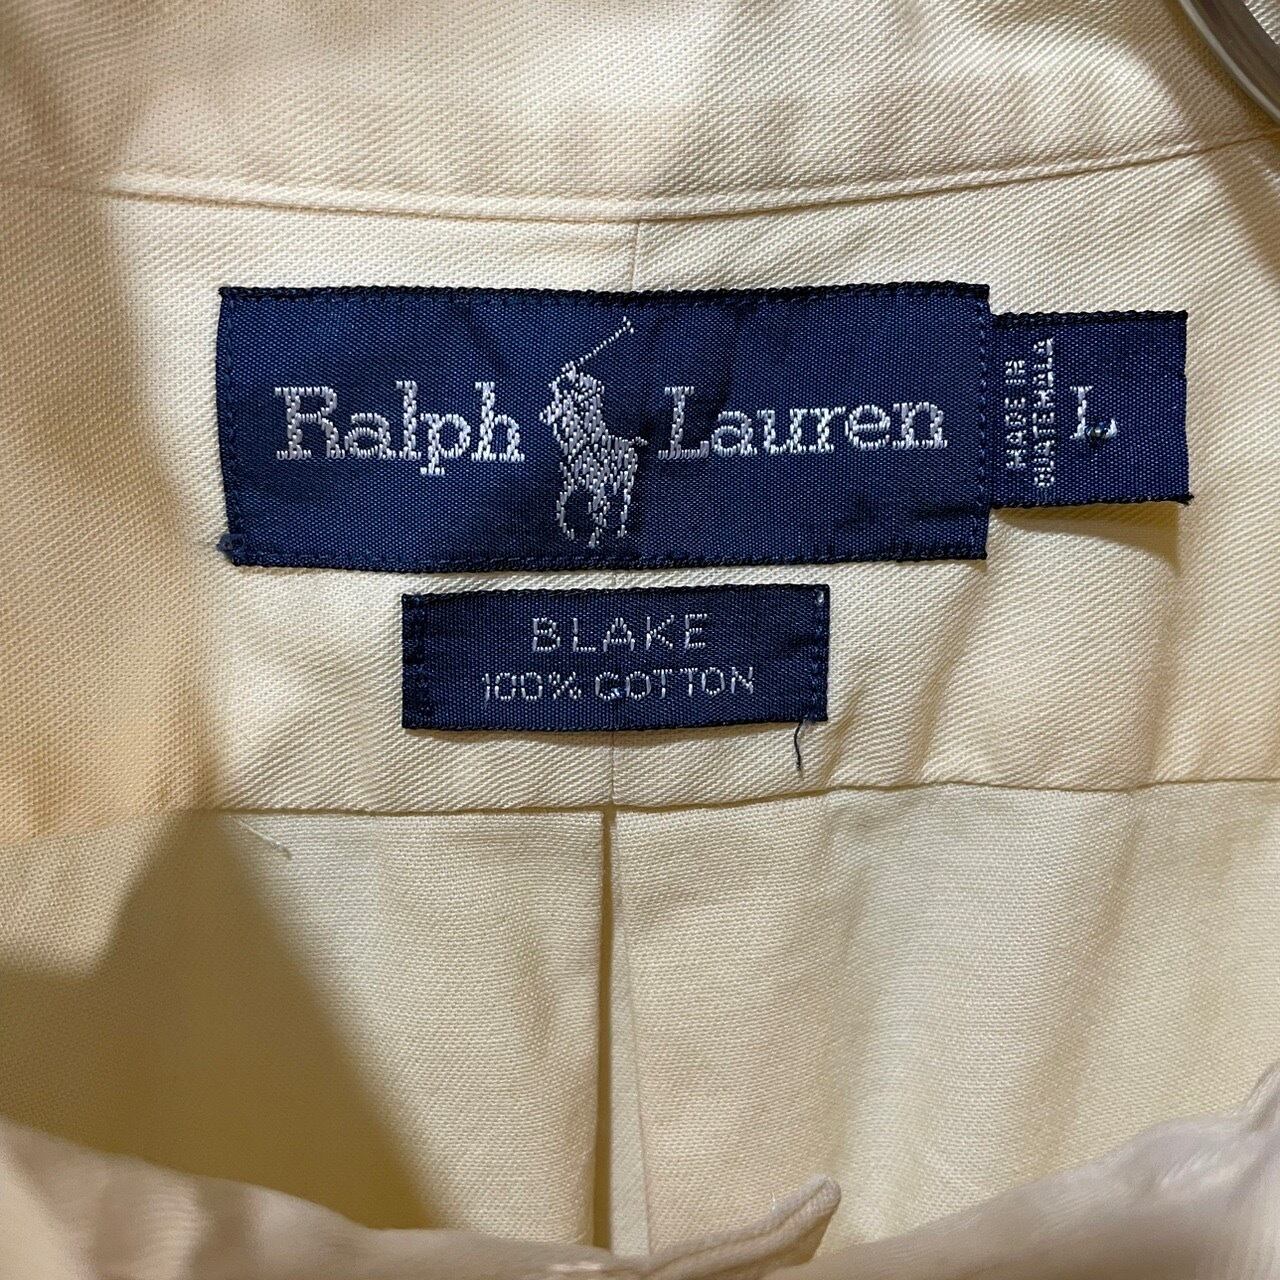 Ralph Lauren
MADE IN
GUATEMALA
L
BLAKE
100% COTTON